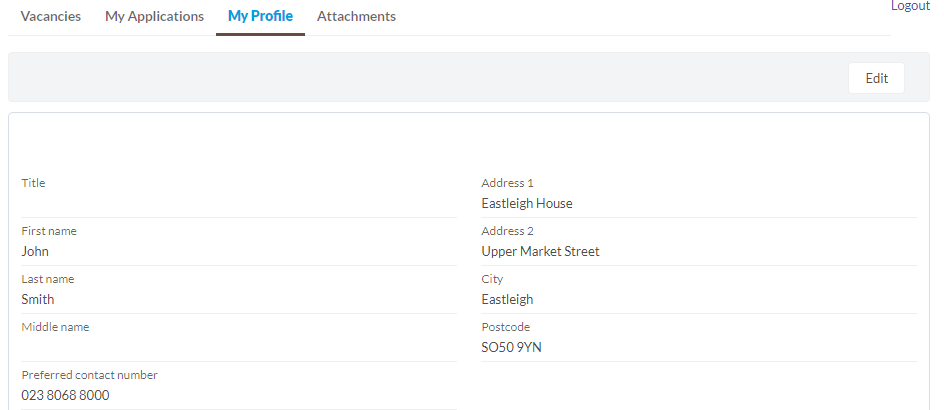 Vacancies My Applications My Profile Attachments Logout
Edit
Title
First name
John
Last name
Smith
Middle name
Preferred contact number
023 8068 8000
Address 1
Eastleigh House
Address 2
Upper Market Street
City
Eastleigh
Postcode
SO50 9YN